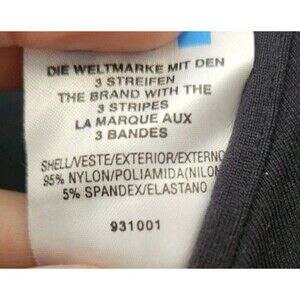 DIE WELTMARKE MIT DEN
3 STREIFEN
THE BRAND WITH THE
3 STRIPES
LA MARQUE AUX
3 BANDES
SHELL/VESTE/EXTERIOR/EXTERNO
95% NYLON/POLIAMIDA(NILON
5% SPANDEX/ELASTANO
931001